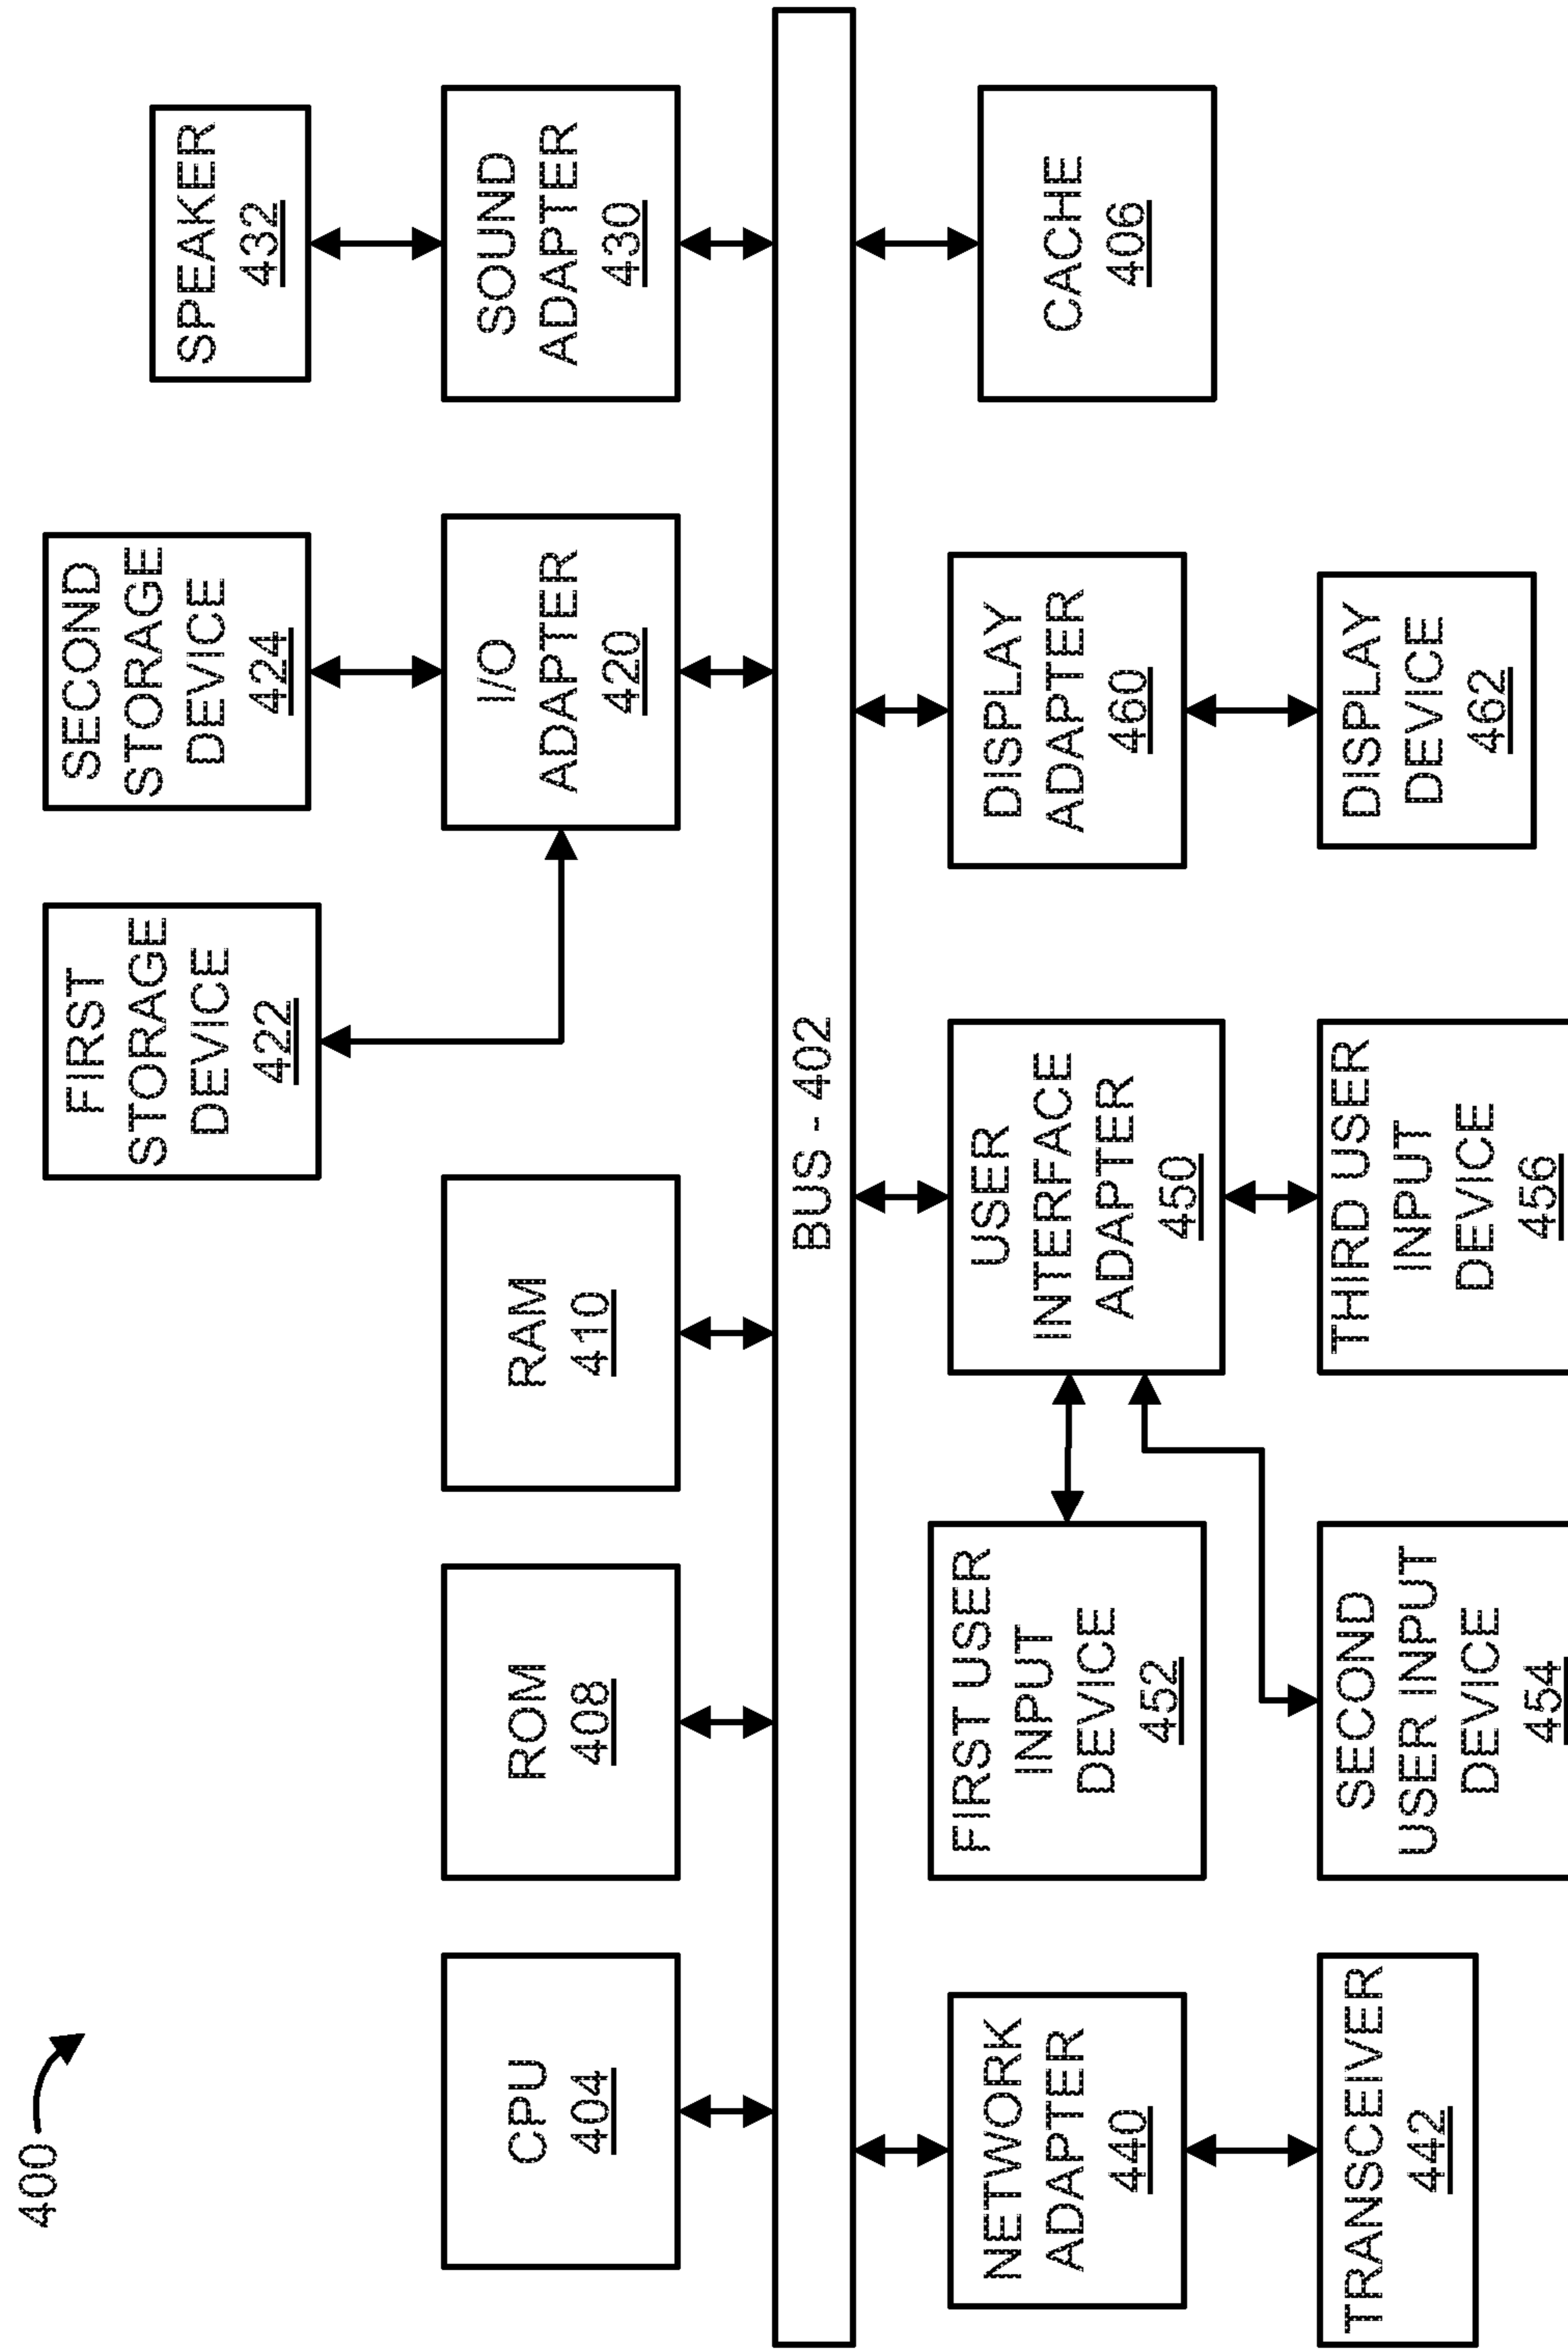 400
FIRST
STORAGE
DEVICE
422
SECOND
STORAGE
DEVICE
424
SPEAKER
432
CPU
404
ROM
408
RAM
410
I/O
ADAPTER
420
SOUND
ADAPTER
430
BUS - 402
NETWORK
ADAPTER
440
FIRST USER
INPUT
DEVICE
452
USER
INTERFACE
ADAPTER
450
DISPLAY
ADAPTER
460
CACHE
406
TRANSCEIVER
442
SECOND
USER INPUT
DEVICE
454
THIRD USER
INPUT
DEVICE
456
DISPLAY
DEVICE
462